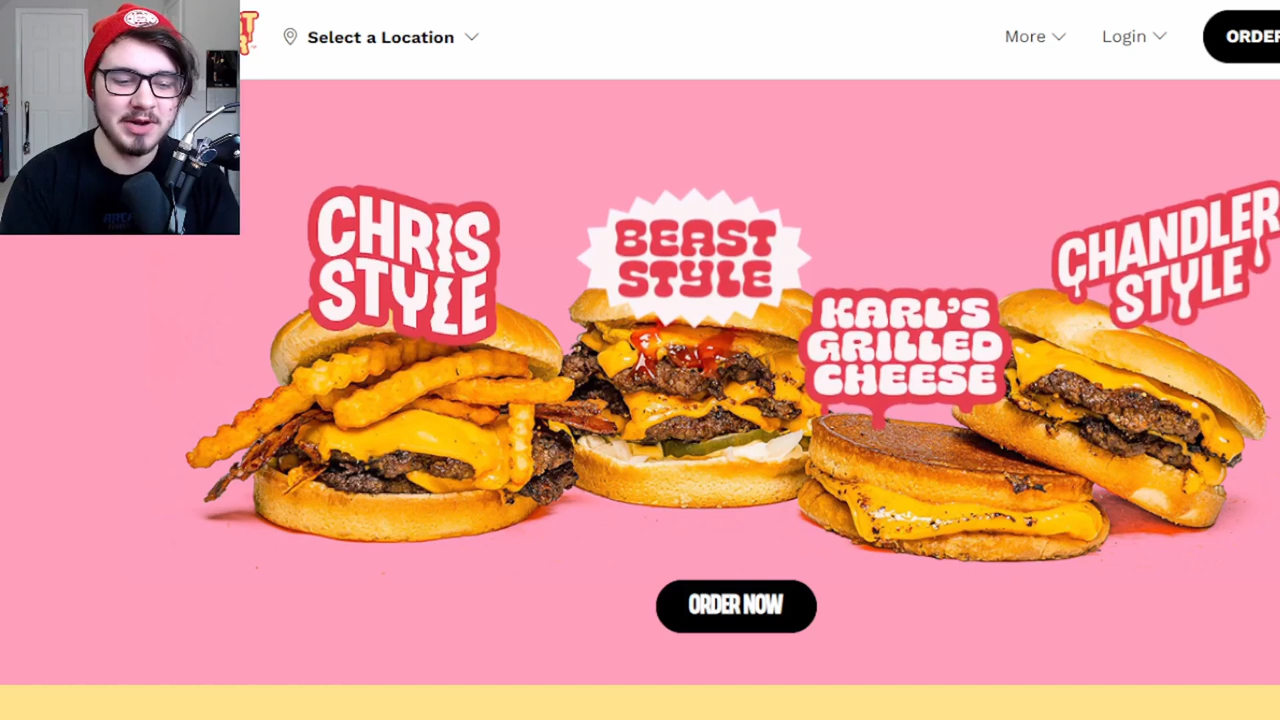 Select a Location
More
Login
ORDER
CHRIS
STYLE
BEAST
STYLE
KARL'S
GRILLED
CHEESE
CHANDLER
STYLE
ORDER NOW